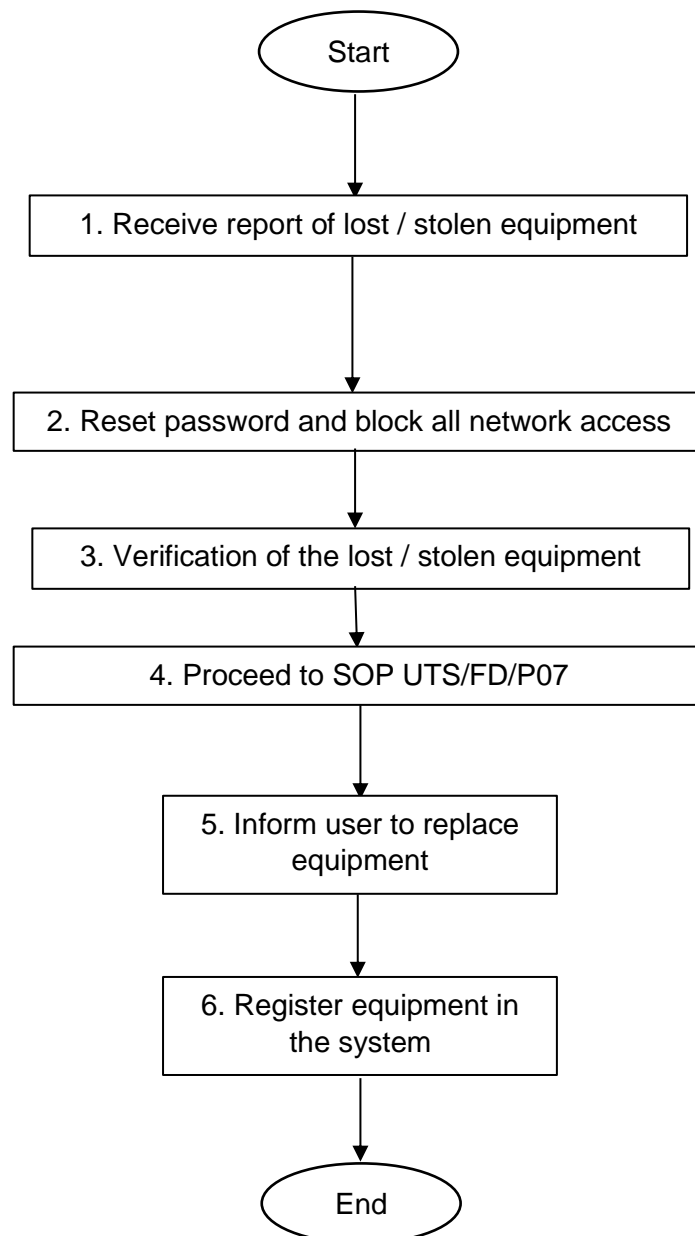 Start
1. Receive report of lost / stolen equipment
2. Reset password and block all network access
3. Verification of the lost / stolen equipment
4. Proceed to SOP UTS/FD/P07
5. Inform user to replace
equipment
6. Register equipment in
the system
End